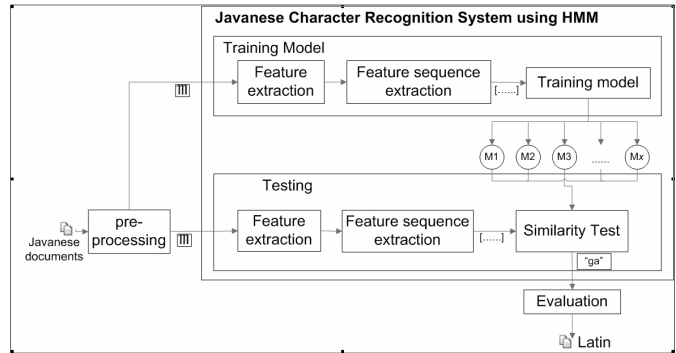 Javanese Character Recognition System using HMM
Training Model
Feature
extraction
Feature sequence
extraction
[......]
Training model
M1
M2
M3
......
Mx
Testing
Javanese
documents
pre-
processing
Feature
extraction
Feature sequence
extraction
[......]
Similarity Test
"ga"
Evaluation
Latin